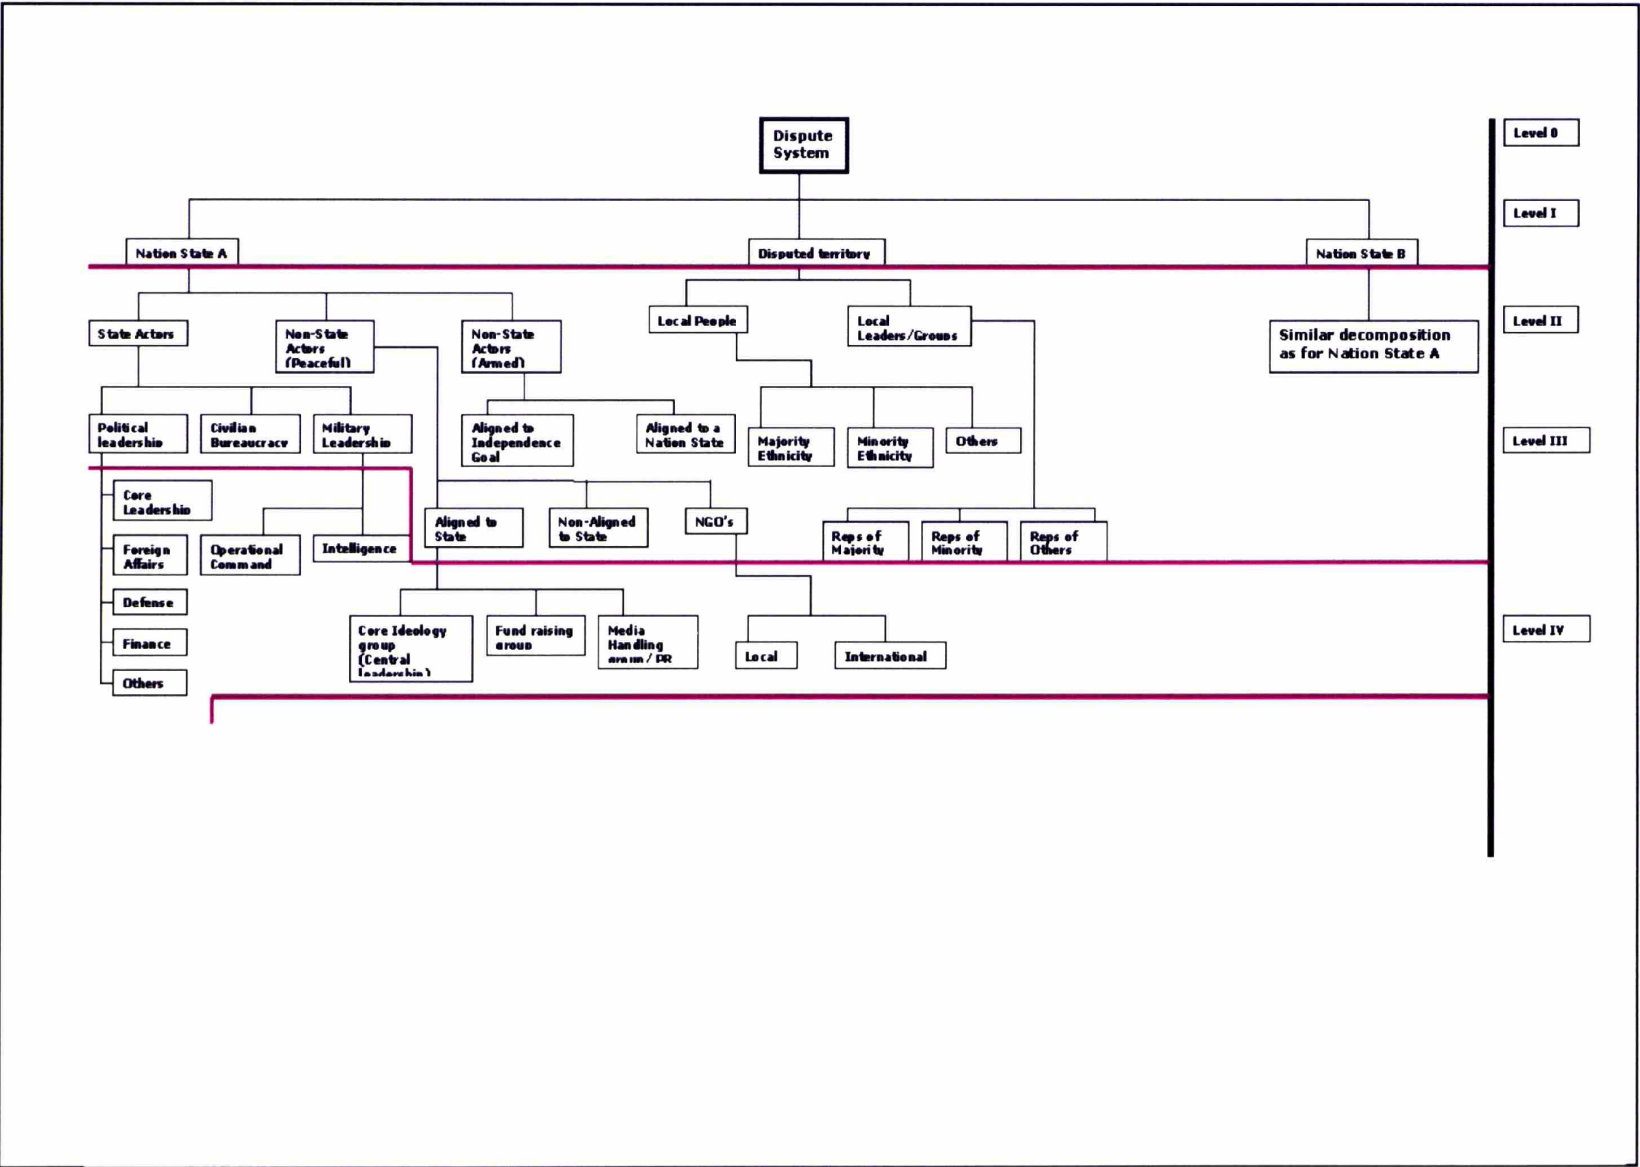 Dispute
System
Level 0
Level I
Nation State A
Disputed territory
Nation State B
State Actors
Non-State
Actors
(Peaceful)
Non-State
Actors
(Armed)
Local People
Local
Leaders/Groups
Similar decomposition
as for Nation State A
Level II
Political
leadership
Civilian
Bureaucracy
Military
Leadership
Aligned to
Independence
Goal
Aligned to a
Nation State
Majority
Ethnicity
Minority
Ethnicity
Others
Level III
Core
Leadership
Foreign
Affairs
Defense
Finance
Others
Operational
Command
Intelligence
Aligned to
State
Non-Aligned
to State
NGO's
Reps of
Majority
Reps of
Minority
Reps of
Others
Core Ideology
group
(Central
leadership)
Fund raising
group
Media
Handling
group / PR
Local
International
Level IV